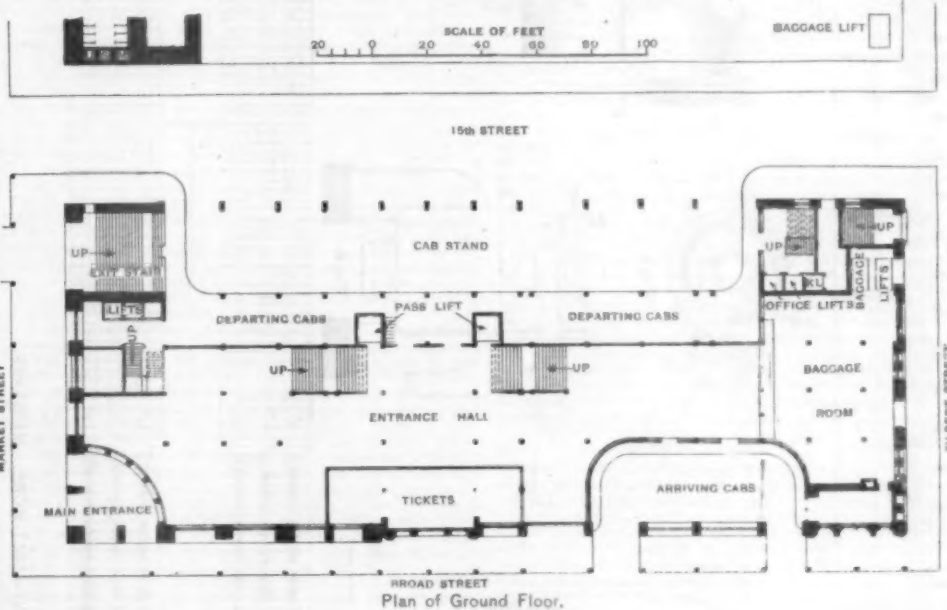 SCALE OF FEET
20 0 20 40 60 80 100
BAGGAGE LIFT
15th STREET
CAB STAND
UP
EXIT STAIR
UP
UP
BAGGAGE
LIFTS
XL
OFFICE LIFTS
LIFTS
UP
DEPARTING CABS
PASS LIFT
DEPARTING CABS
UP
UP
MARKET STREET
BAGGAGE
ROOM
STREET
ENTRANCE HALL
MAIN ENTRANCE
TICKETS
ARRIVING CABS
BROAD STREET
Plan of Ground Floor.